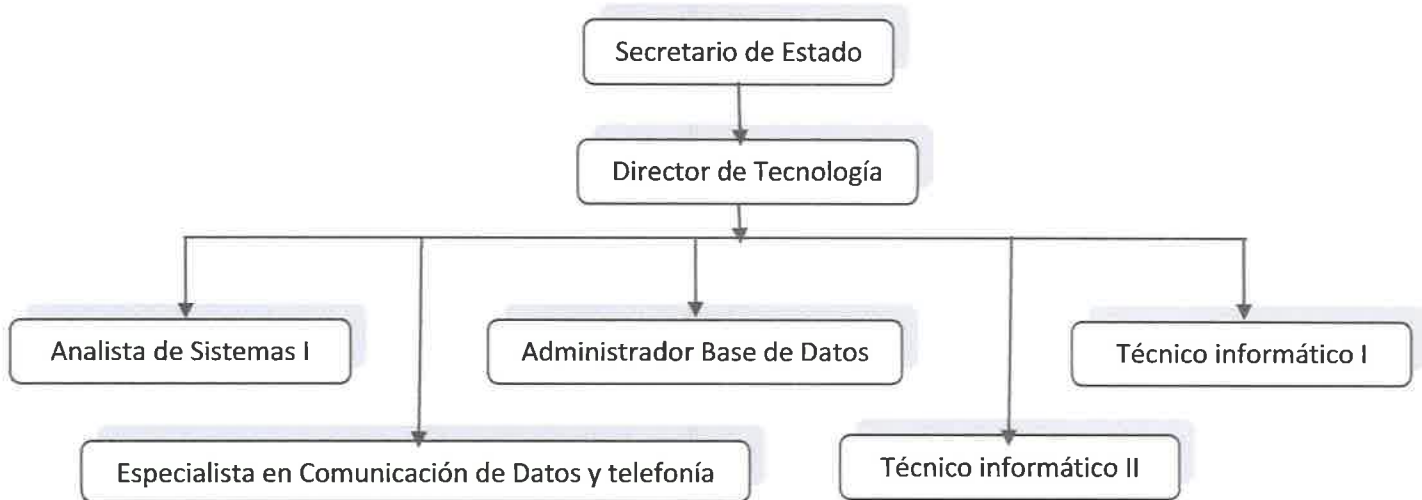 Secretario de Estado
Director de Tecnología
Analista de Sistemas I
Administrador Base de Datos
Técnico informático I
Especialista en Comunicación de Datos y telefonía
Técnico informático II